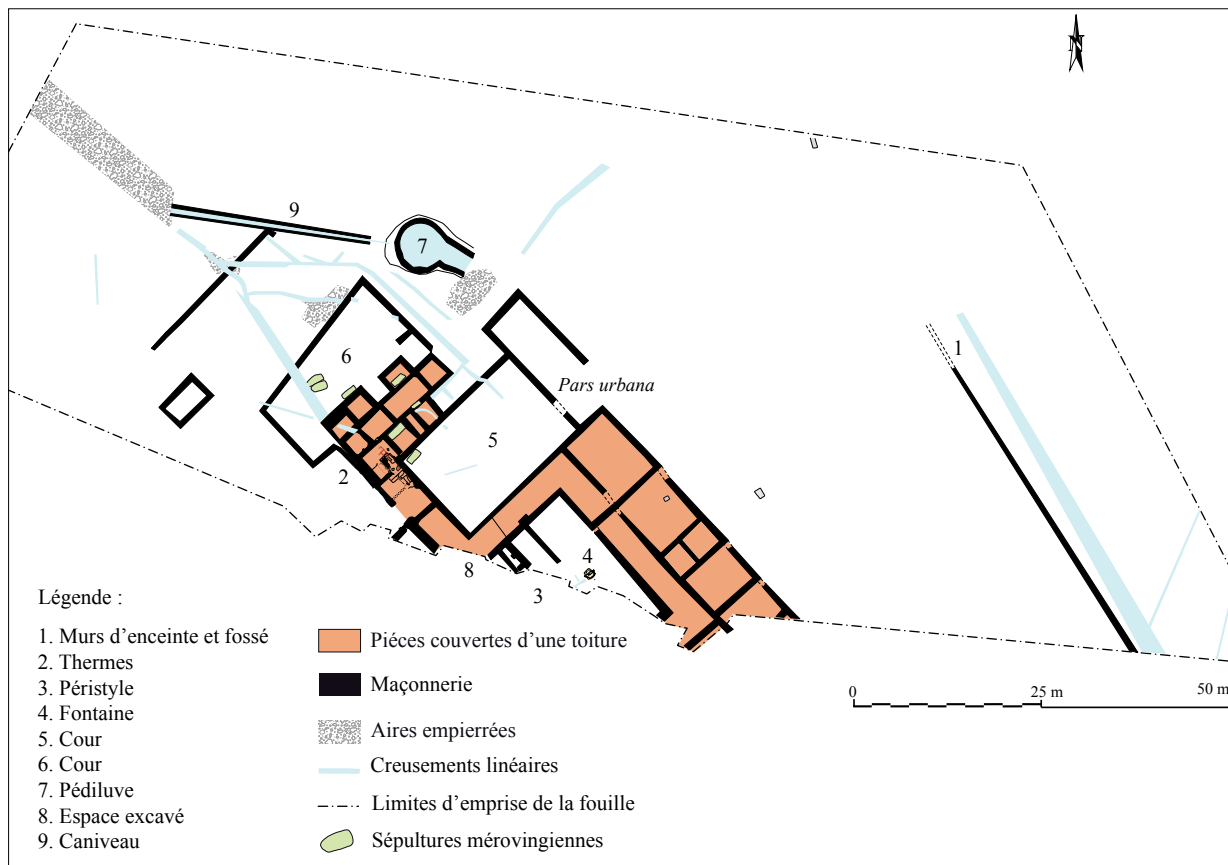 N
9
7
1
6
Pars urbana
5
2
4
8
3
Légende :
1. Murs d'enceinte et fossé
2. Thermes
3. Péristyle
4. Fontaine
5. Cour
6. Cour
7. Pédiluve
8. Espace excavé
9. Caniveau
Piéces couvertes d'une toiture
Maçonnerie
Aires empierrées
Creusements linéaires
Limites d'emprise de la fouille
Sépultures mérovingiennes
0 25 m 50 m